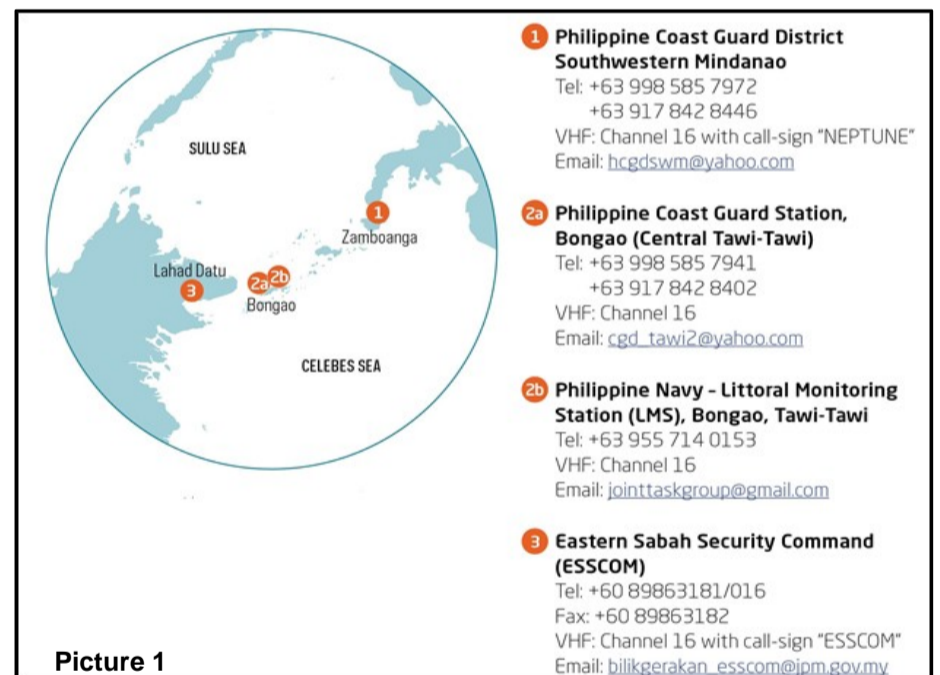 SULU SEA
1
Zamboanga
Lahad Datu
3
2a
2b
Bongao
CELEBES SEA
Picture 1
1 Philippine Coast Guard District
Southwestern Mindanao
Tel: +63 998 585 7972
+63 917 842 8446
VHF: Channel 16 with call-sign "NEPTUNE"
Email: hcgdswm@yahoo.com
2a Philippine Coast Guard Station,
Bongao (Central Tawi-Tawi)
Tel: +63 998 585 7941
+63 917 842 8402
VHF: Channel 16
Email: cgd_tawi2@yahoo.com
2b Philippine Navy – Littoral Monitoring
Station (LMS), Bongao, Tawi-Tawi
Tel: +63 955 714 0153
VHF: Channel 16
Email: jointtaskgroup@gmail.com
3 Eastern Sabah Security Command
(ESSCOM)
Tel: +60 89863181/016
Fax: +60 89863182
VHF: Channel 16 with call-sign "ESSCOM"
Email: bilikgerakan_esscom@jpm.gov.my